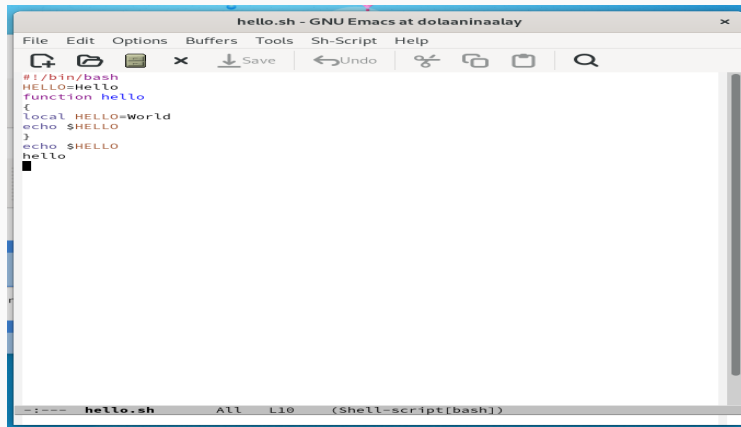 hello.sh - GNU Emacs at dolaaninaalay
File Edit Options Buffers Tools Sh-Script Help
Save Undo
#!/bin/bash
HELLO=Hello
function hello
{
local HELLO=World
echo $HELLO
}
echo $HELLO
hello
-:--- hello.sh All L10 (Shell-script[bash])